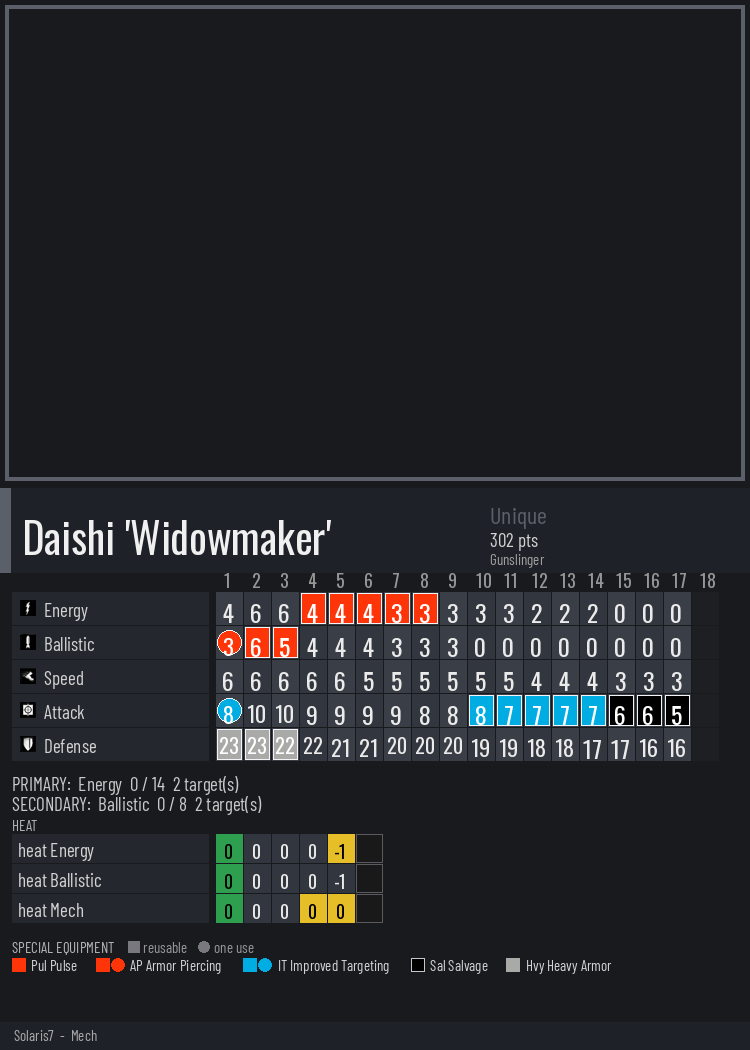 Daishi 'Widowmaker'
Unique
302 pts
Gunslinger
1 2 3 4 5 6 7 8 9 10 11 12 13 14 15 16 17 18
Energy 4 6 6 4 4 4 3 3 3 3 3 2 2 2 0 0 0
Ballistic 3 6 5 4 4 4 3 3 3 0 0 0 0 0 0 0 0
Speed 6 6 6 6 6 5 5 5 5 5 5 4 4 4 3 3 3
Attack 8 10 10 9 9 9 9 8 8 8 7 7 7 7 6 6 5
Defense 23 23 22 22 21 21 20 20 20 19 19 18 18 17 17 16 16
PRIMARY: Energy 0 / 14 2 target(s)
SECONDARY: Ballistic 0 / 8 2 target(s)
HEAT
heat Energy 0 0 0 0 -1
heat Ballistic 0 0 0 0 -1
heat Mech 0 0 0 0 0
SPECIAL EQUIPMENT reusable one use
Pul Pulse AP Armor Piercing IT Improved Targeting Sal Salvage Hvy Heavy Armor
Solaris7 - Mech